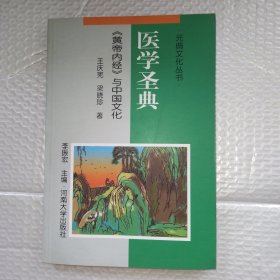 元典文化丛书
医学圣典
《黄帝内经》与中国文化
王庆宪 梁晓珍 著
李振宏 主编·河南大学出版社